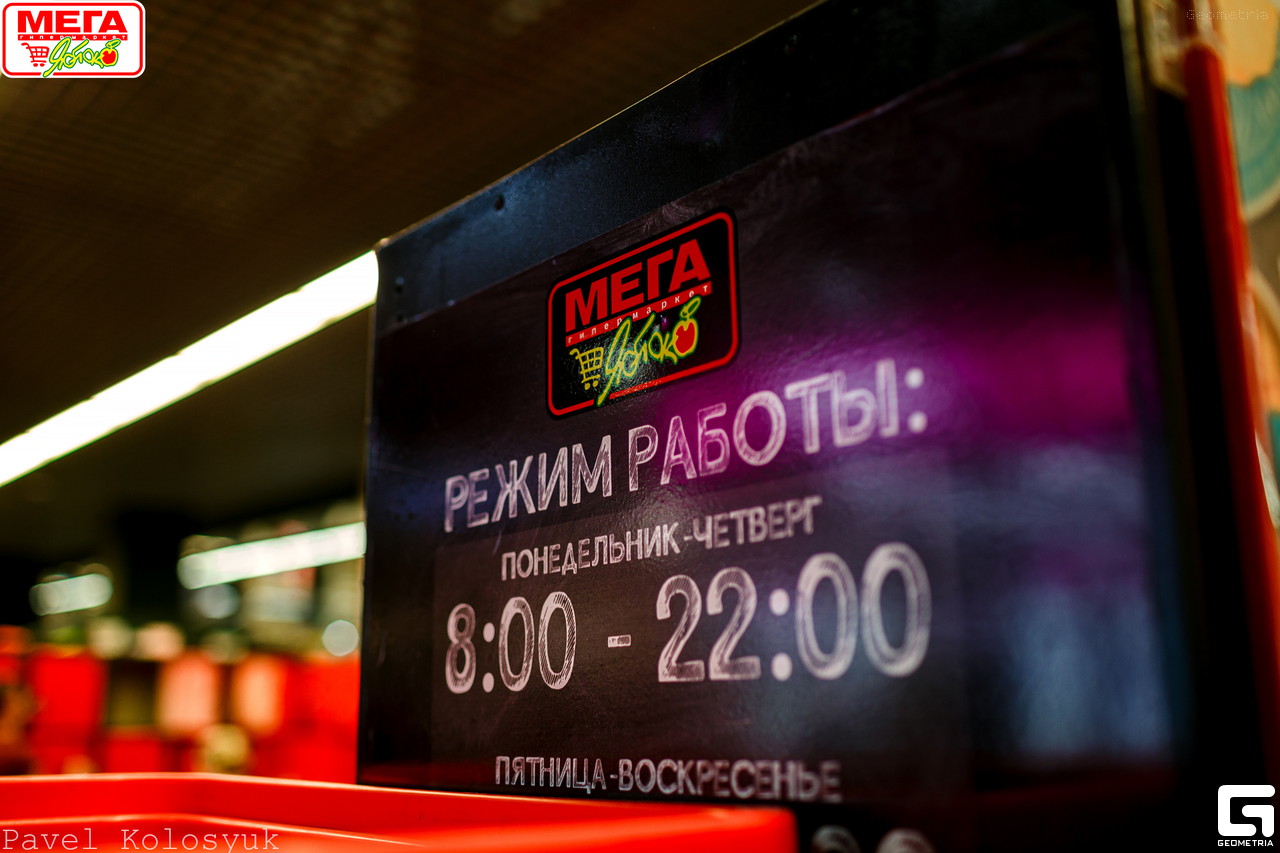 МЕГА
гипермаркет
Яблоко
Geometria
МЕГА
гипермаркет
Яблоко
РЕЖИМ РАБОТЫ:
ПОНЕДЕЛЬНИК-ЧЕТВЕРГ
8:00 - 22:00
ПЯТНИЦА-ВОСКРЕСЕНЬЕ
Pavel Kolosyuk
GEOMETRIA